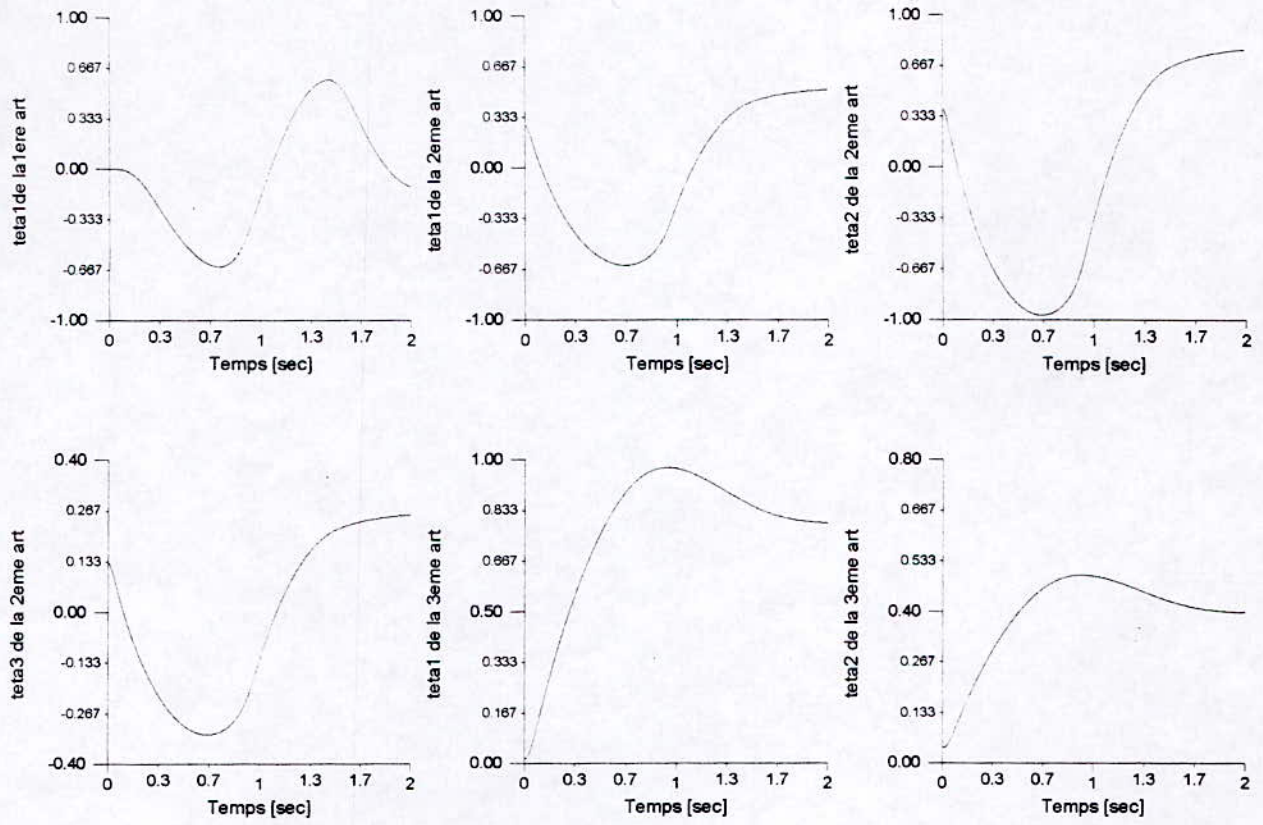 teta1de la1ere art
1.00
0.667
0.333
0.00
-0.333
-0.667
-1.00
0 0.3 0.7 1 1.3 1.7 2
Temps [sec]
teta1de la 2eme art
1.00
0.667
0.333
0.00
-0.333
-0.667
-1.00
0 0.3 0.7 1 1.3 1.7 2
Temps [sec]
teta2 de la 2eme art
1.00
0.667
0.333
0.00
-0.333
-0.667
-1.00
0 0.3 0.7 1 1.3 1.7 2
Temps [sec]
teta3 de la 2eme art
0.40
0.267
0.133
0.00
-0.133
-0.267
-0.40
0 0.3 0.7 1 1.3 1.7 2
Temps [sec]
teta1 de la 3eme art
1.00
0.833
0.667
0.50
0.333
0.167
0.00
0 0.3 0.7 1 1.3 1.7 2
Temps [sec]
teta2 de la 3eme art
0.80
0.667
0.533
0.40
0.267
0.133
0.00
0 0.3 0.7 1 1.3 1.7 2
Temps [sec]